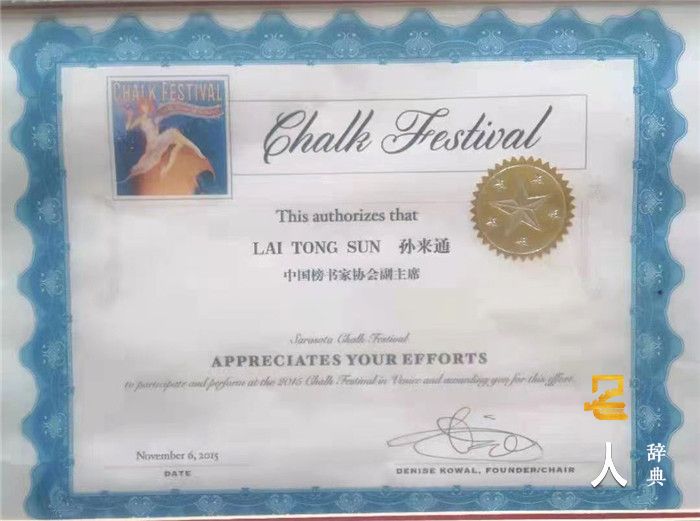 CHALK FESTIVAL
Chalk Festival
This authorizes that
LAI TONG SUN 孙来通
中国榜书家协会副主席
Sarasota Chalk Festival
APPRECIATES YOUR EFFORTS
to participate and perform at the 2015 Chalk Festival in Venice and awarding you for this effort.
November 6, 2015
DATE
DENISE KOWAL, FOUNDER/CHAIR
人
辞典